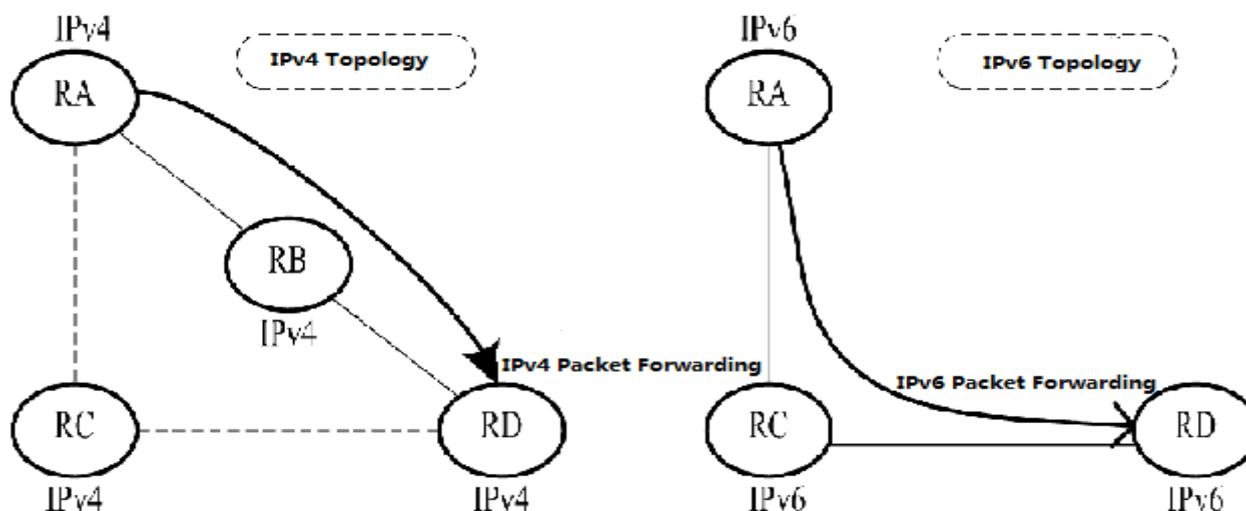 IPv4
IPv4 Topology
RA
RB
IPv4
IPv4 Packet Forwarding
RC
RD
IPv4
IPv4
IPv6
IPv6 Topology
RA
IPv6 Packet Forwarding
RC
RD
IPv6
IPv6